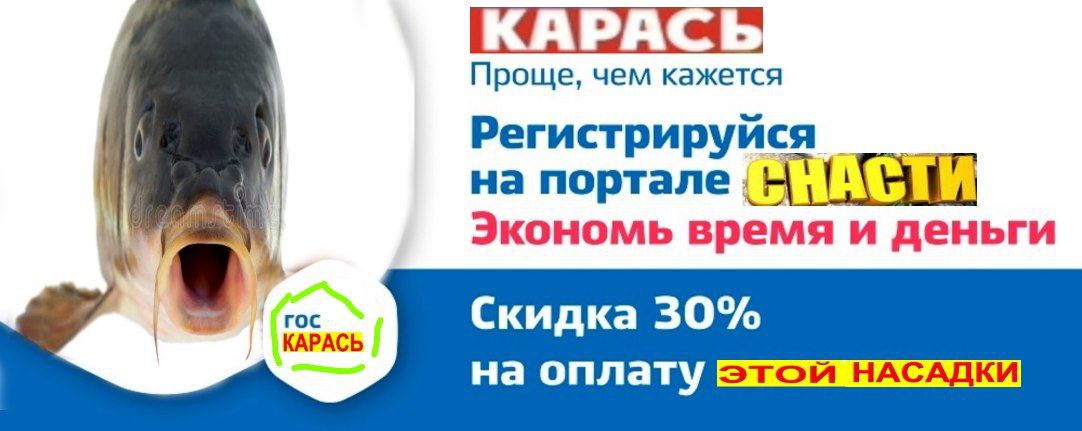 КАРАСЬ
Проще, чем кажется
Регистрируйся
на портале СНАСТИ
Экономь время и деньги
dreamstime
гос
КАРАСЬ
Скидка 30%
на оплату ЭТОЙ НАСАДКИ